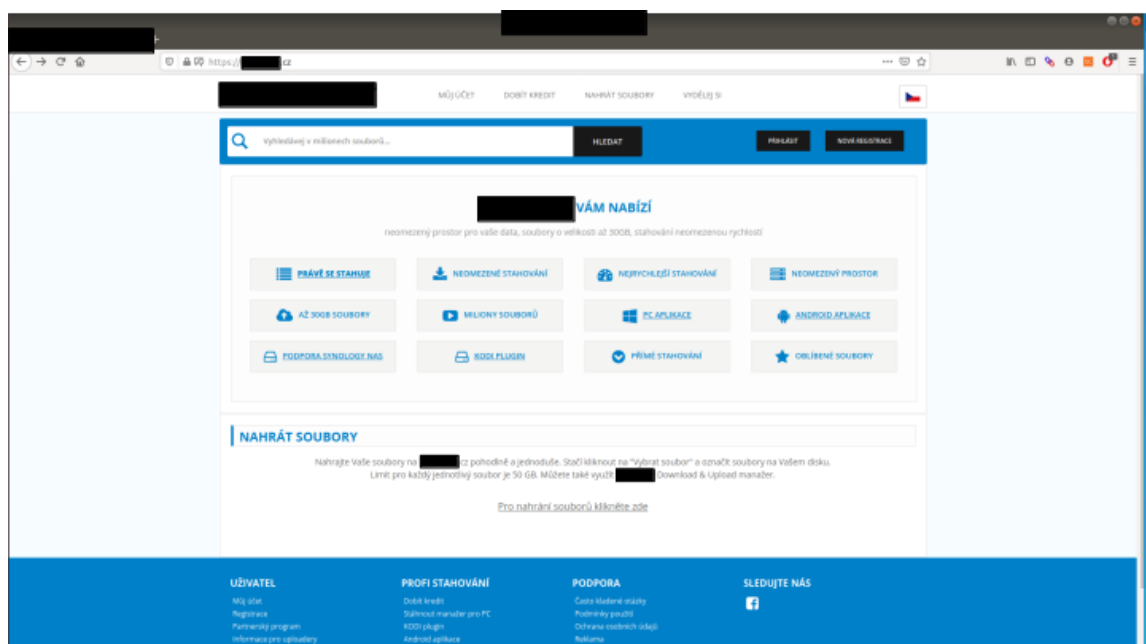 https://
cz
MŮJ ÚČET DOBÍT KREDIT NAHRÁT SOUBORY VYDĚLEJ SI
Vyhledávej v milionech souborů...
HLEDAT
PŘIHLÁSIT
NOVÁ REGISTRACE
VÁM NABÍZÍ
neomezený prostor pro vaše data, soubory o velikosti až 30GB, stahování neomezenou rychlostí
PRÁVĚ SE STAHUJE NEOMEZENÉ STAHOVÁNÍ NEJRYCHLEJŠÍ STAHOVÁNÍ NEOMEZENÝ PROSTOR
AŽ 30GB SOUBORY MILIONY SOUBORŮ PC APLIKACE ANDROID APLIKACE
PODPORA SYNOLOGY NAS KODI PLUGIN PŘÍMÉ STAHOVÁNÍ OBLÍBENÉ SOUBORY
NAHRÁT SOUBORY
Nahrajte Vaše soubory na cz pohodlně a jednoduše. Stačí kliknout na "Vybrat soubor" a označit soubory na Vašem disku.
Limit pro každý jednotlivý soubor je 50 GB. Můžete také využít Download & Upload manažer.
Pro nahrání souborů klikněte zde
UŽIVATEL PROFI STAHOVÁNÍ PODPORA SLEDUJTE NÁS
Můj účet Dobít kredit Často kladené otázky
Registrace Stáhnout manažer pro PC Podmínky použití
Partnerský program KODI plugin Ochrana osobních údajů
Informace pro uploadery Android aplikace Reklama